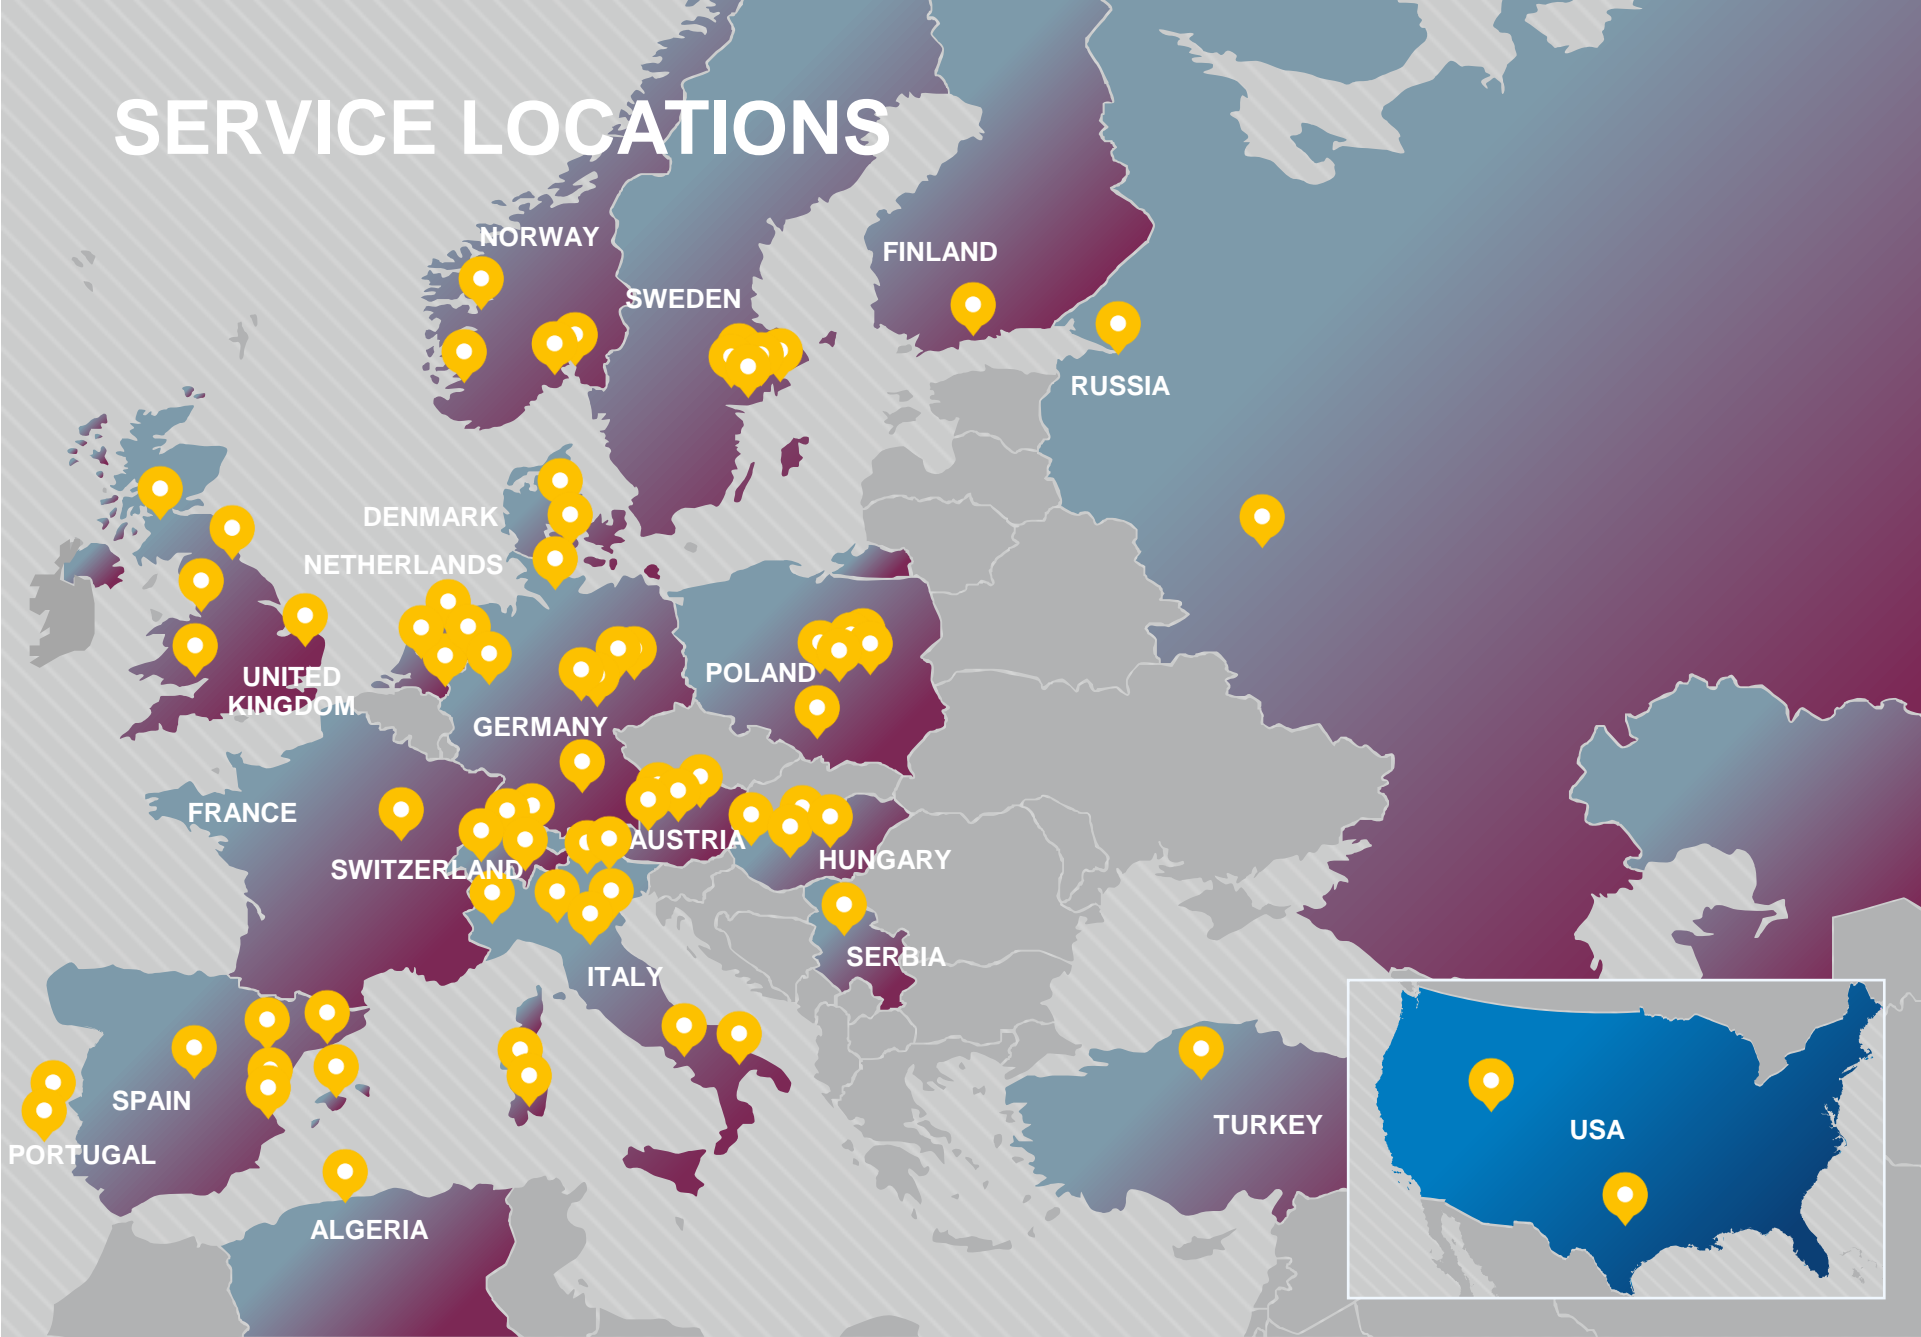 SERVICE LOCATIONS
NORWAY
FINLAND
SWEDEN
RUSSIA
DENMARK
NETHERLANDS
UNITED
KINGDOM
POLAND
GERMANY
FRANCE
AUSTRIA
SWITZERLAND
HUNGARY
SERBIA
ITALY
SPAIN
TURKEY
USA
PORTUGAL
ALGERIA